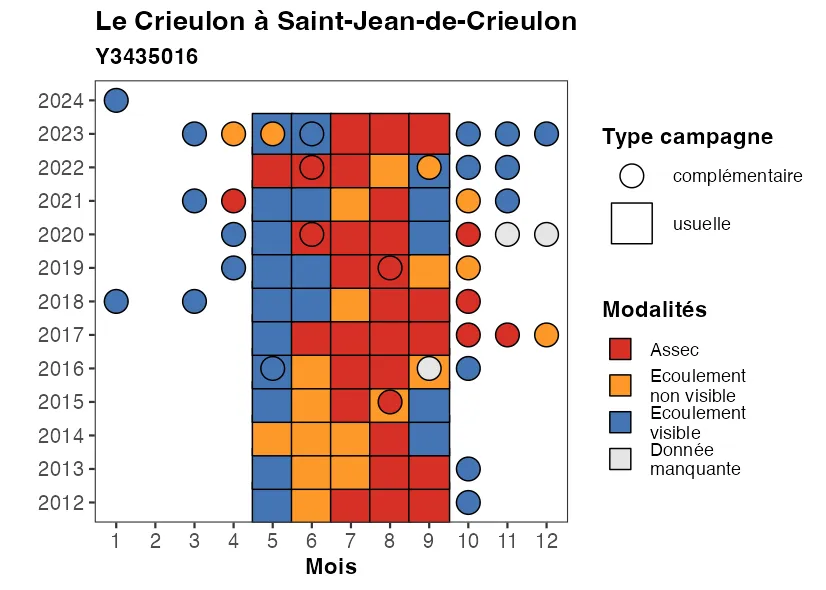 Le Crieulon à Saint-Jean-de-Crieulon
Y3435016
2024
2023
2022
2021
2020
2019
2018
2017
2016
2015
2014
2013
2012
1 2 3 4 5 6 7 8 9 10 11 12
Mois
Type campagne
complémentaire
usuelle
Modalités
Assec
Ecoulement
non visible
Ecoulement
visible
Donnée
manquante